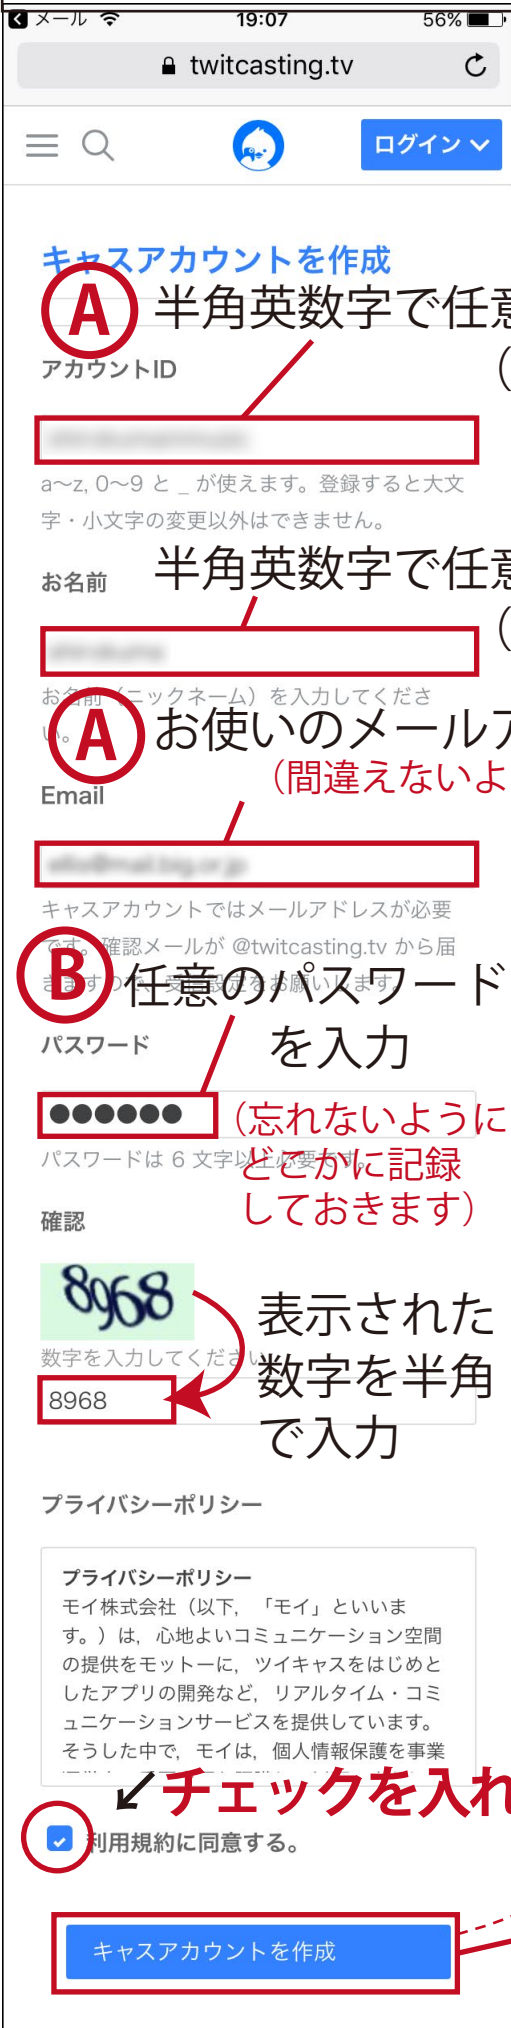 メール 19:07 56%
twitcasting.tv
ログイン
キャスアカウントを作成
A 半角英数字で任意
(
アカウントID
a〜z, 0〜9 と _ が使えます。登録すると大文
字・小文字の変更以外はできません。
半角英数字で任意
お名前
(
お名前（ニックネーム）を入力してくださ
い。
A お使いのメールア
（間違えないよ
Email
キャスアカウントではメールアドレスが必要
です。確認メールが @twitcasting.tv から届
きますので、受信設定をお願いします。
B 任意のパスワード
を入力
パスワード
●●●●●●
（忘れないように
どこかに記録
しておきます）
パスワードは 6 文字以上必要です。
確認
8968
表示された
数字を半角
で入力
数字を入力してください
8968
プライバシーポリシー
プライバシーポリシー
モイ株式会社（以下，「モイ」といいま
す。）は，心地よいコミュニケーション空間
の提供をモットーに，ツイキャスをはじめと
したアプリの開発など，リアルタイム・コミ
ュニケーションサービスを提供しています。
そうした中で，モイは，個人情報保護を事業
↙チェックを入れ
利用規約に同意する。
キャスアカウントを作成